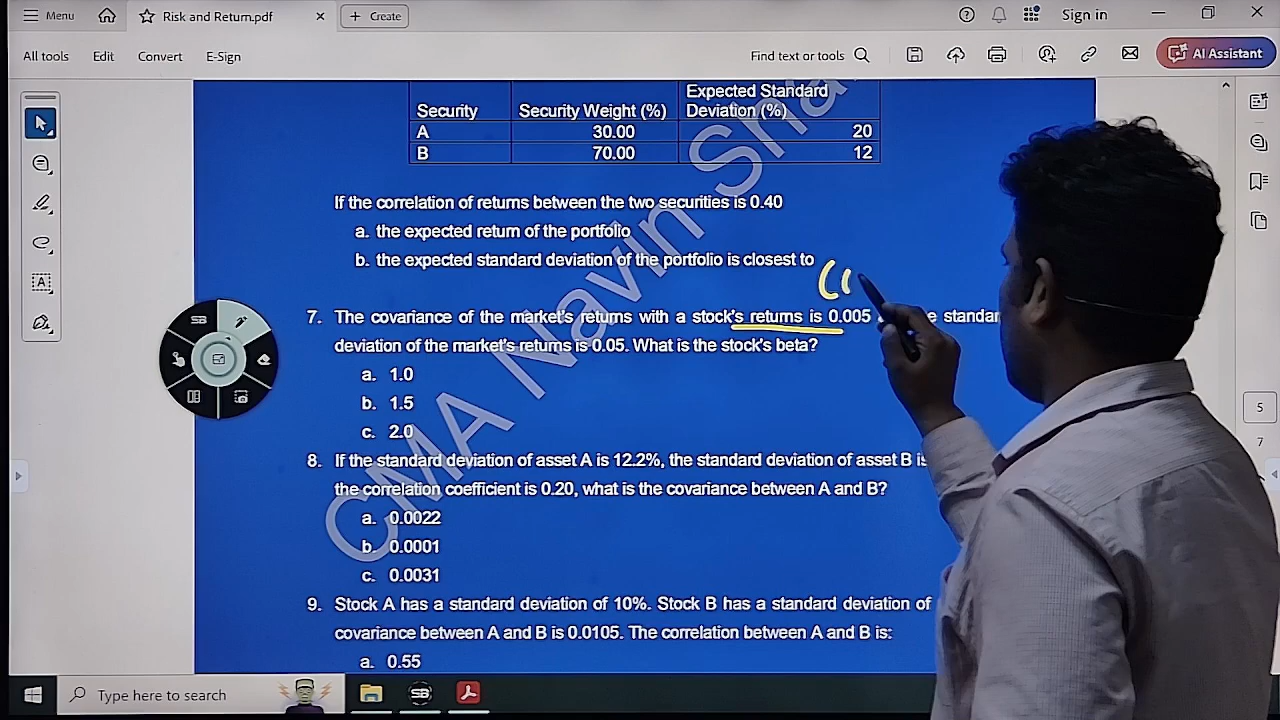 Menu
Risk and Return.pdf
Create
Sign in
All tools Edit Convert E-Sign
Find text or tools
AI Assistant
Security Security Weight (%) Expected Standard Deviation (%)
A 30.00 20
B 70.00 12
If the correlation of returns between the two securities is 0.40
a. the expected return of the portfolio
b. the expected standard deviation of the portfolio is closest to
7. The covariance of the market's returns with a stock's returns is 0.005
deviation of the market's returns is 0.05. What is the stock's beta?
a. 1.0
b. 1.5
c. 2.0
8. If the standard deviation of asset A is 12.2%, the standard deviation of asset B is
the correlation coefficient is 0.20, what is the covariance between A and B?
a. 0.0022
b. 0.0001
c. 0.0031
9. Stock A has a standard deviation of 10%. Stock B has a standard deviation of
covariance between A and B is 0.0105. The correlation between A and B is:
a. 0.55
CMA Navin
SB
5
7
Type here to search
SB